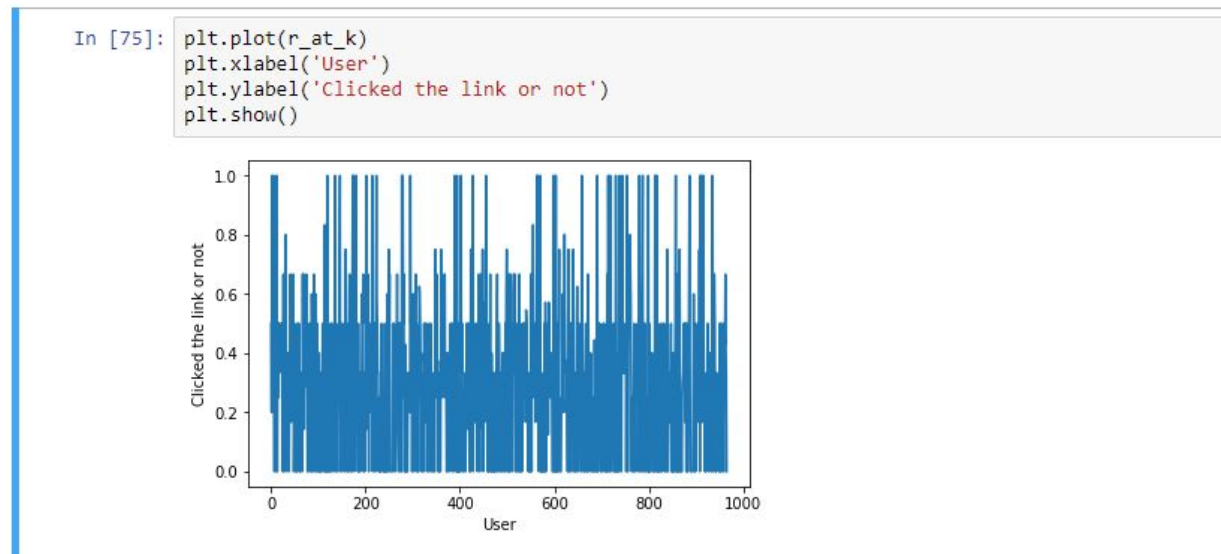 In [75]: plt.plot(r_at_k)
plt.xlabel('User')
plt.ylabel('Clicked the link or not')
plt.show()
1.0
0.8
0.6
0.4
0.2
0.0
Clicked the link or not
0 200 400 600 800 1000
User